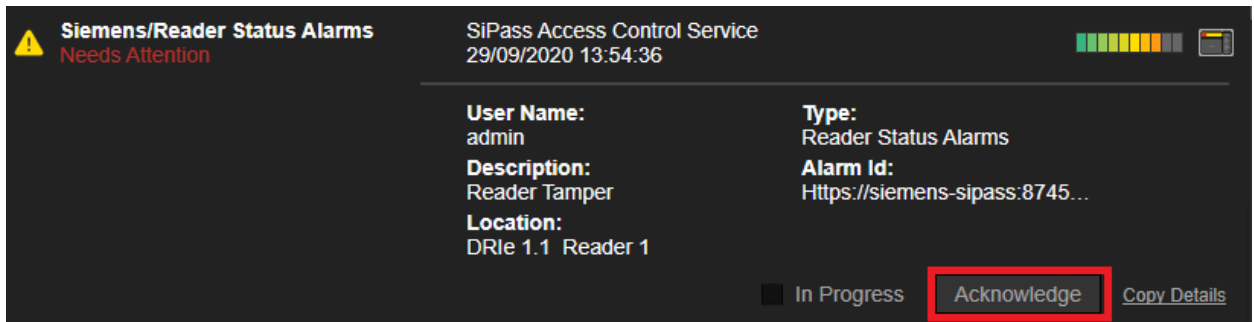 Siemens/Reader Status Alarms
Needs Attention
SiPass Access Control Service
29/09/2020 13:54:36
User Name:
admin
Type:
Reader Status Alarms
Description:
Reader Tamper
Alarm Id:
Https://siemens-sipass:8745...
Location:
DRIe 1.1  Reader 1
In Progress
Acknowledge
Copy Details